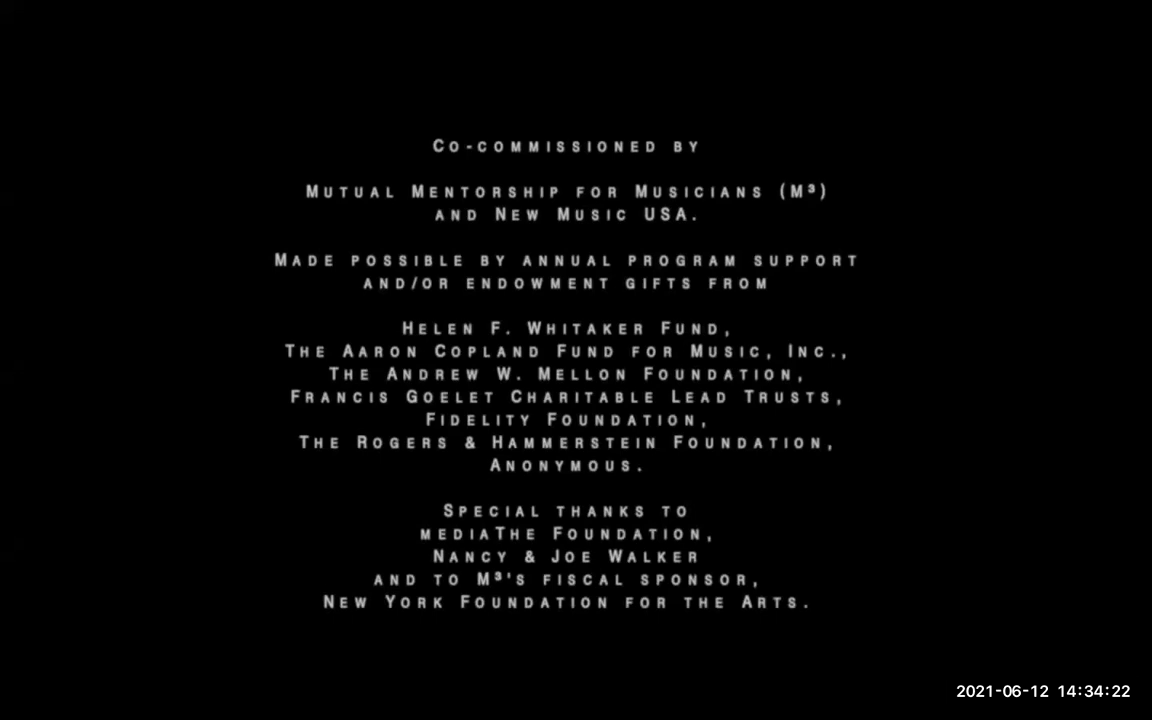 Co-commissioned by
Mutual Mentorship for Musicians (M³)
and New Music USA.
Made possible by annual program support
and/or endowment gifts from
Helen F. Whitaker Fund,
The Aaron Copland Fund for Music, Inc.,
The Andrew W. Mellon Foundation,
Francis Goelet Charitable Lead Trusts,
Fidelity Foundation,
The Rogers & Hammerstein Foundation,
Anonymous.
Special thanks to
mediaThe Foundation,
Nancy & Joe Walker
and to M³'s fiscal sponsor,
New York Foundation for the Arts.
2021-06-12 14:34:22